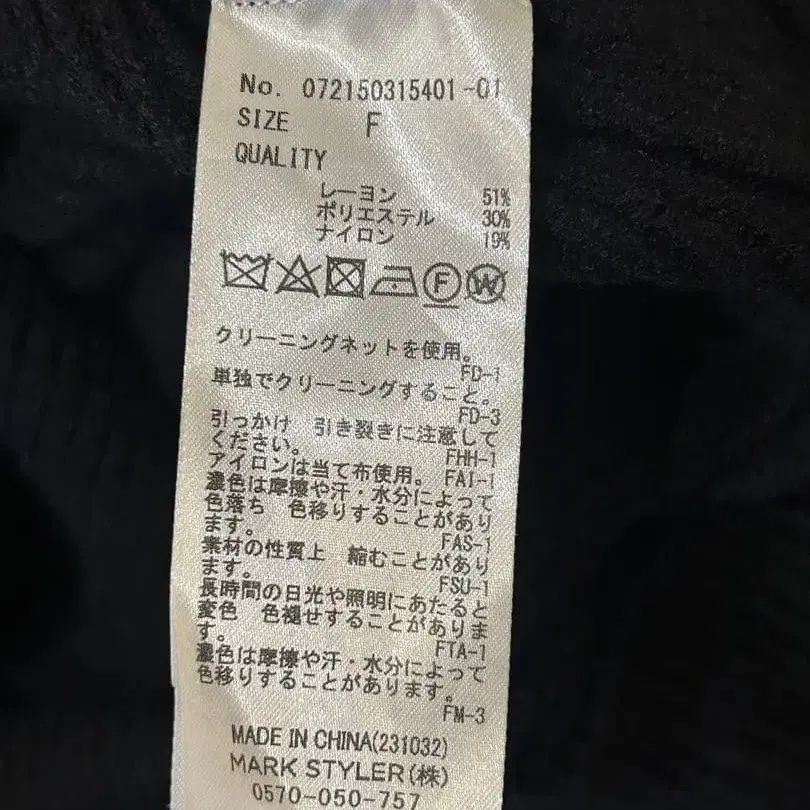 No. 072150315401-01
SIZE F
QUALITY
レーヨン 51%
ポリエステル 30%
ナイロン 19%
F W
クリーニングネットを使用。
FD-1
単独でクリーニングすること。
FD-3
引っかけ 引き裂きに注意して
ください。
FHH-1
アイロンは当て布使用。 FAI-1
濃色は摩擦や汗・水分によって
色落ち 色移りすることがあり
ます。
FAS-1
素材の性質上 縮むことがあり
ます。
FSU-1
長時間の日光や照明にあたると
変色 色褪せすることがありま
す。
FTA-1
濃色は摩擦や汗・水分によって
色移りすることがあります。
FM-3
MADE IN CHINA(231032)
MARK STYLER(株)
0570-050-757